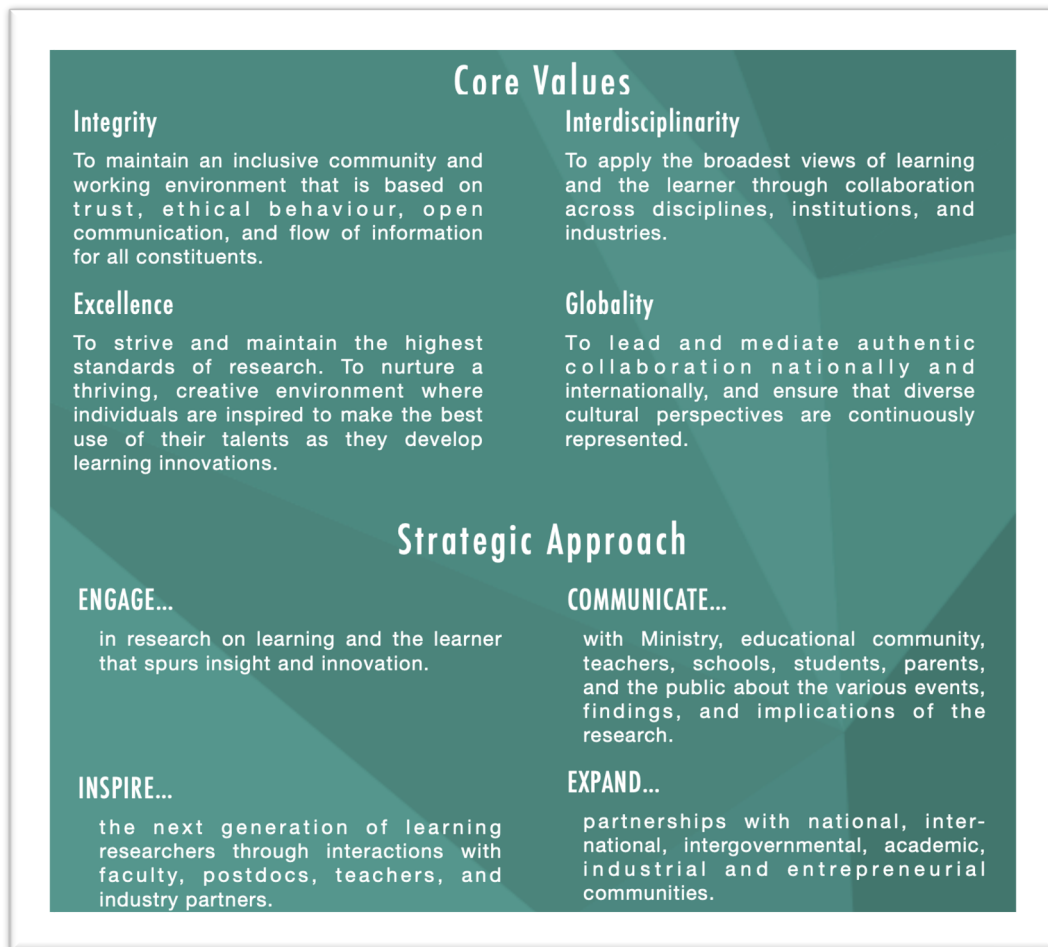 Core Values
Integrity
To maintain an inclusive community and
working environment that is based on
trust, ethical behaviour, open
communication, and flow of information
for all constituents.
Interdisciplinarity
To apply the broadest views of learning
and the learner through collaboration
across disciplines, institutions, and
industries.
Excellence
To strive and maintain the highest
standards of research. To nurture a
thriving, creative environment where
individuals are inspired to make the best
use of their talents as they develop
learning innovations.
Globality
To lead and mediate authentic
collaboration nationally and
internationally, and ensure that diverse
cultural perspectives are continuously
represented.
Strategic Approach
ENGAGE...
in research on learning and the learner
that spurs insight and innovation.
COMMUNICATE...
with Ministry, educational community,
teachers, schools, students, parents,
and the public about the various events,
findings, and implications of the
research.
INSPIRE...
the next generation of learning
researchers through interactions with
faculty, postdocs, teachers, and
industry partners.
EXPAND...
partnerships with national, inter-
national, intergovernmental, academic,
industrial and entrepreneurial
communities.